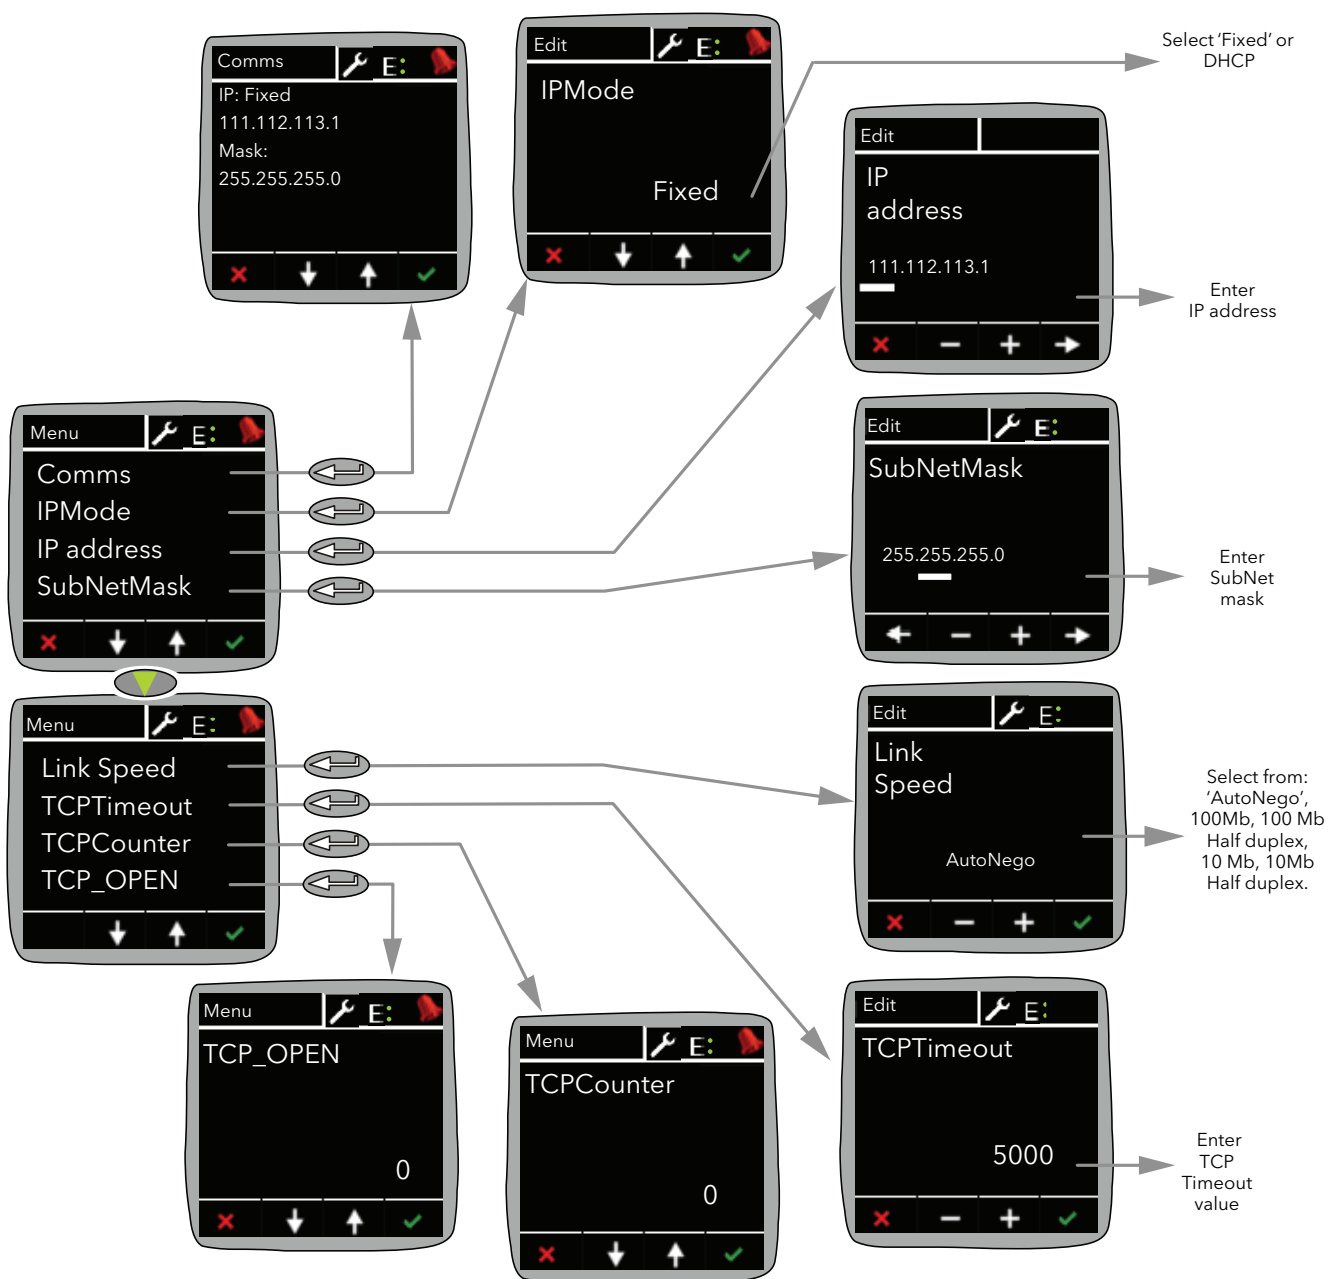 Comms
E:
IP: Fixed
111.112.113.1
Mask:
255.255.255.0
Edit
E:
IPMode
Fixed
Select 'Fixed' or
DHCP
Edit
IP
address
111.112.113.1
Enter
IP address
Menu
E:
Comms
IPMode
IP address
SubNetMask
Edit
E:
SubNetMask
255.255.255.0
Enter
SubNet
mask
Menu
E:
Link Speed
TCPTimeout
TCPCounter
TCP_OPEN
Edit
E:
Link
Speed
AutoNego
Select from:
'AutoNego',
100Mb, 100 Mb
Half duplex,
10 Mb, 10Mb
Half duplex.
Menu
E:
TCP_OPEN
0
Menu
E:
TCPCounter
0
Edit
E:
TCPTimeout
5000
Enter
TCP
Timeout
value